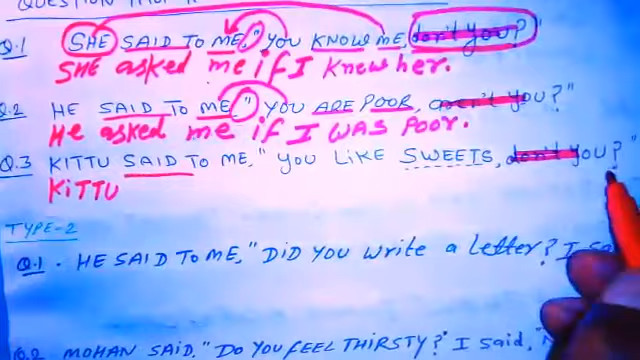 Q.1 SHE SAID TO ME, "YOU KNOW ME, don't you?"
SHE asked me if I knew her.
Q.2 HE SAID TO ME "YOU ARE POOR, aren't you?"
He asked me if I was Poor.
Q.3 KITTU SAID TO ME, "YOU LIKE SWEETS, don't you?"
KITTU
TYPE-2
Q.1 . HE SAID TO ME, "DID YOU write a letter? I
Q.2 MOHAN SAID. "DO YOU FEEL THIRSTY?" I said,